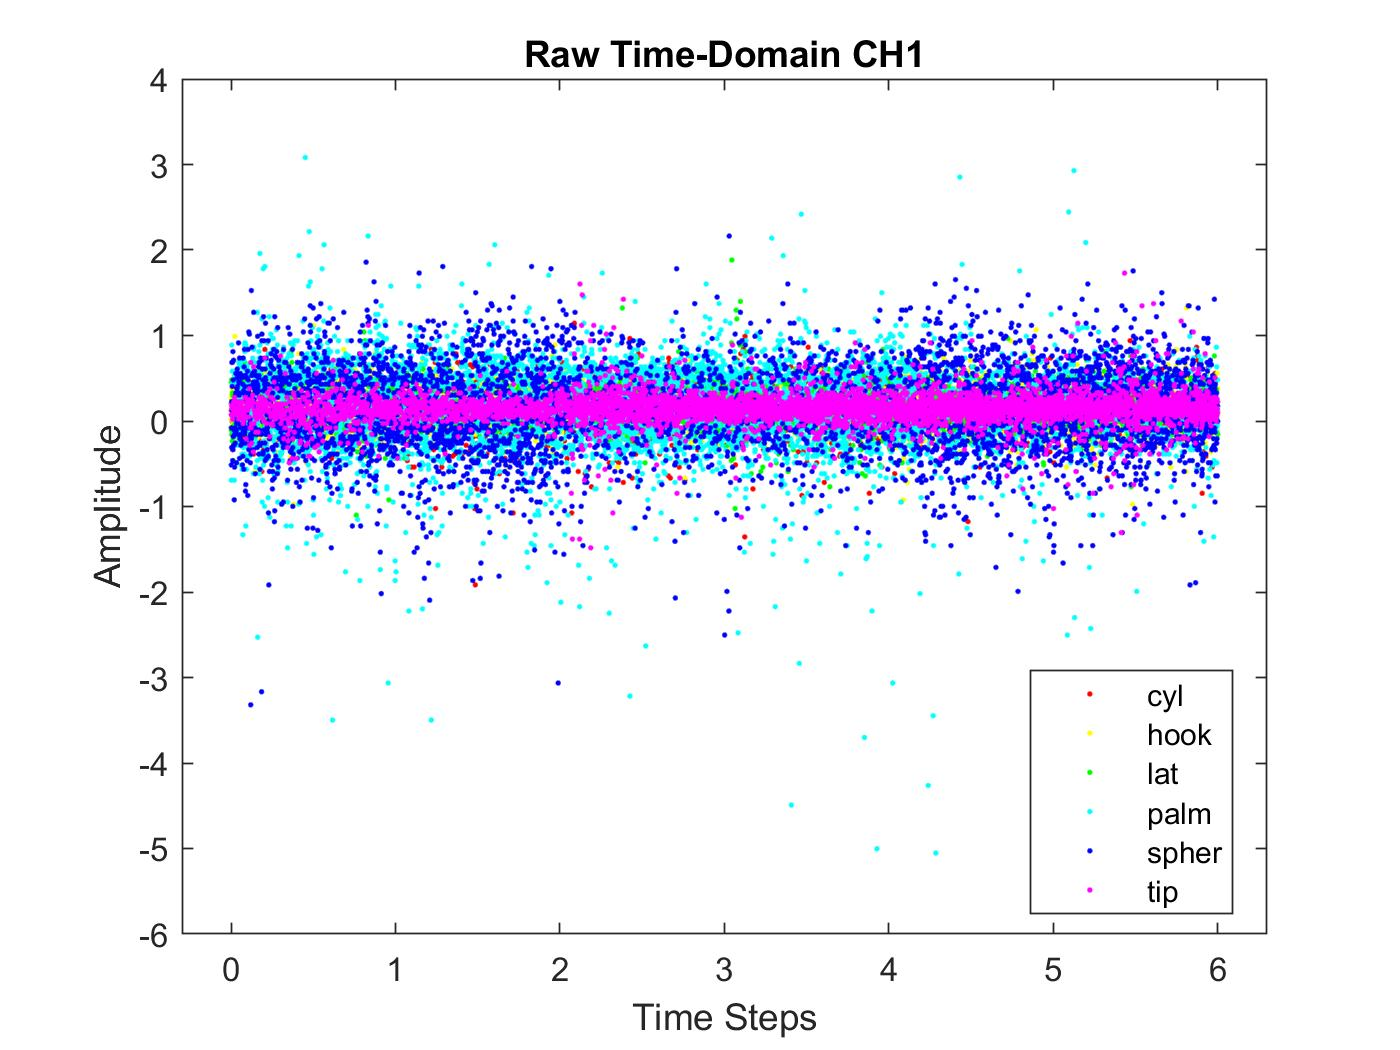 Raw Time-Domain CH1
4
3
2
1
0
-1
-2
-3
-4
-5
-6
Amplitude
cyl
hook
lat
palm
spher
tip
0 1 2 3 4 5 6
Time Steps